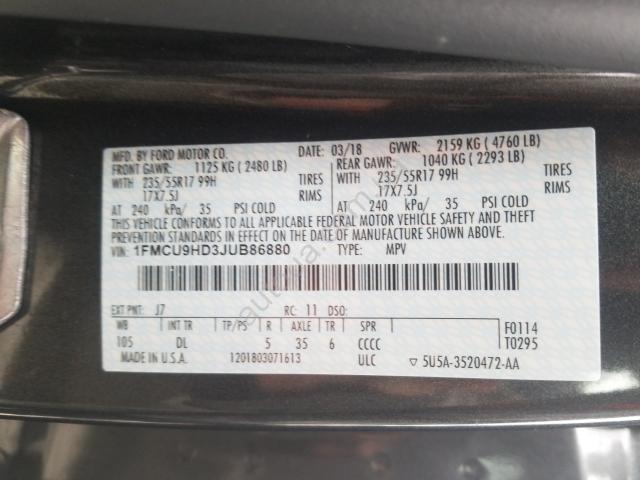 MFD. BY FORD MOTOR CO. DATE: 03/18 GVWR: 2159 KG ( 4760 LB)
FRONT GAWR: 1125 KG ( 2480 LB) REAR GAWR: 1040 KG ( 2293 LB)
WITH 235/55R17 99H TIRES WITH 235/55R17 99H TIRES
17X7.5J RIMS 17X7.5J RIMS
AT 240 kPa/ 35 PSI COLD AT 240 kPa/ 35 PSI COLD
THIS VEHICLE CONFORMS TO ALL APPLICABLE FEDERAL MOTOR VEHICLE SAFETY AND THEFT
PREVENTION STANDARDS IN EFFECT ON THE DATE OF MANUFACTURE SHOWN ABOVE.
VIN: 1FMCU9HD3JUB86880 TYPE: MPV
EXT PNT: J7 RC: 11 DSO:
WB INT TR TP/PS R AXLE TR SPR F0114
105 DL 5 35 6 CCCC T0295
MADE IN U.S.A. 1201803071613 ULC ▽ 5U5A-3520472-AA